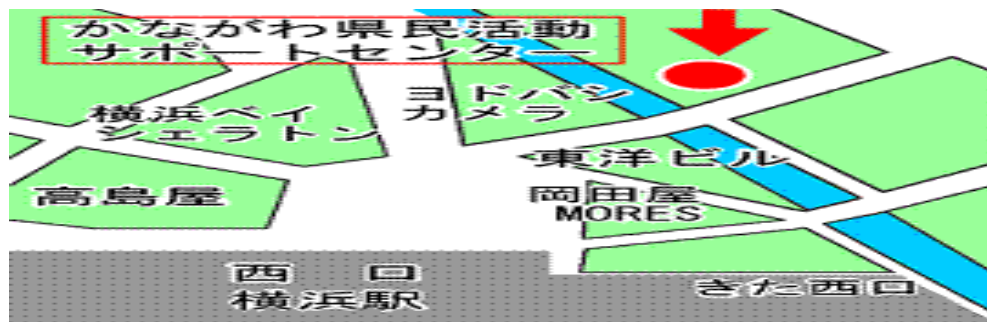 かながわ県民活動
サポートセンター
ヨドバシ
カメラ
横浜ベイ
シェラトン
東洋ビル
高島屋
岡田屋
MORES
西口
横浜駅
きた西口